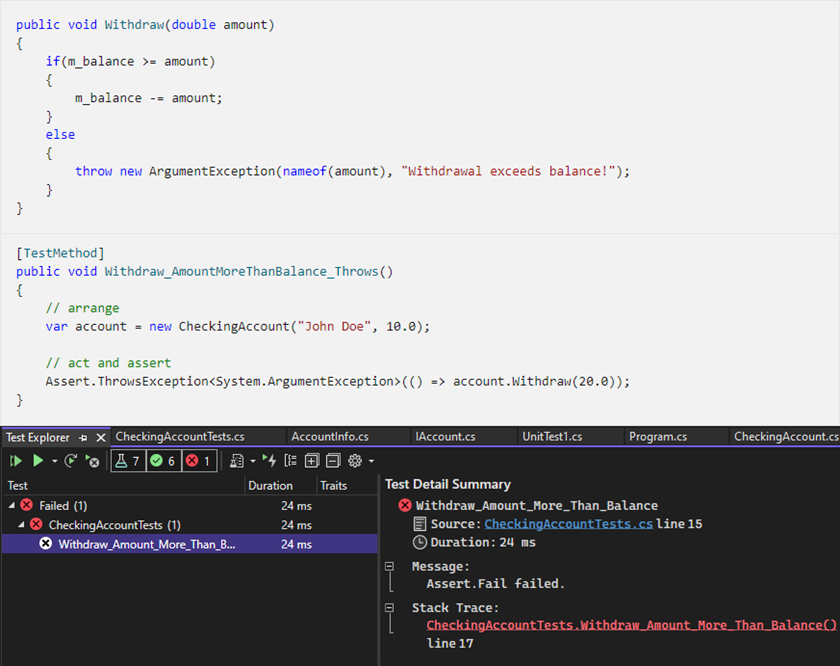 public void Withdraw(double amount)
{
if(m_balance >= amount)
{
m_balance -= amount;
}
else
{
throw new ArgumentException(nameof(amount), "Withdrawal exceeds balance!");
}
}
[TestMethod]
public void Withdraw_AmountMoreThanBalance_Throws()
{
// arrange
var account = new CheckingAccount("John Doe", 10.0);
// act and assert
Assert.ThrowsException<System.ArgumentException>(() => account.Withdraw(20.0));
}
Test Explorer CheckingAccountTests.cs AccountInfo.cs IAccount.cs UnitTest1.cs Program.cs CheckingAccount.cs
7 6 1
Test Duration Traits
Failed (1) 24 ms
CheckingAccountTests (1) 24 ms
Withdraw_Amount_More_Than_B... 24 ms
Test Detail Summary
Withdraw_Amount_More_Than_Balance
Source: CheckingAccountTests.cs line 15
Duration: 24 ms
Message:
Assert.Fail failed.
Stack Trace:
CheckingAccountTests.Withdraw_Amount_More_Than_Balance()
line 17